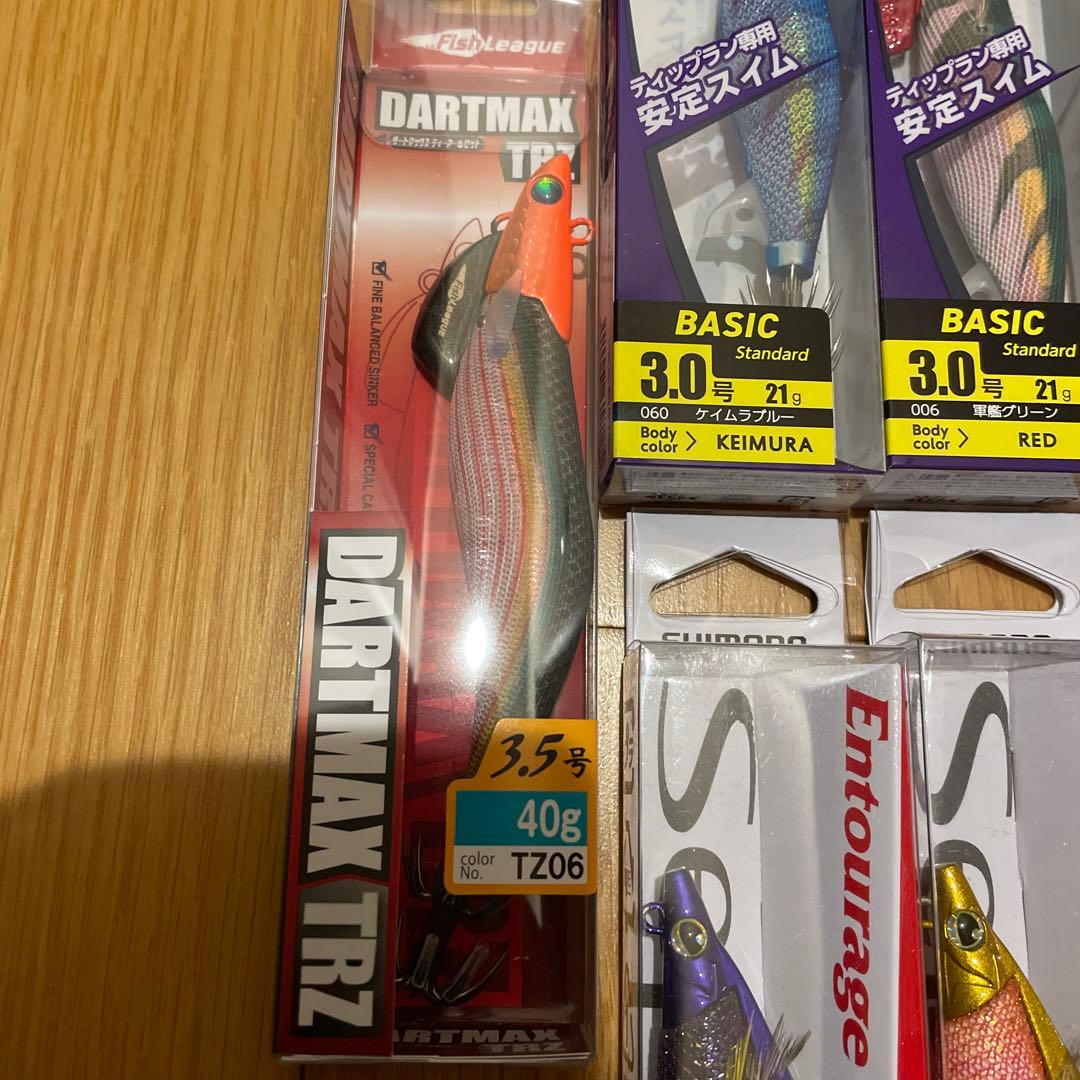 FishLeague
DARTMAX
ダートマックス ティーアールゼット
TRZ
FINE BALANCED SINKER
SPECIAL CA
FishLeague
DARTMAX TRZ
3.5号
40g
color No. TZ06
DARTMAX
TRZ
ティップラン専用
安定スイム
BASIC
Standard
3.0号 21g
060 ケイムラブルー
Body color > KEIMURA
ティップラン専用
安定スイム
BASIC
Standard
3.0号 21g
006 軍艦グリーン
Body color > RED
SHIMANO
Se
Entourage
SHIMANO
Se